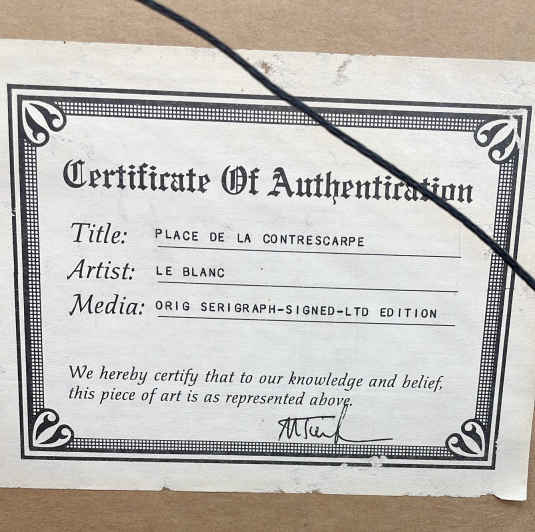 Certificate Of Authentication
Title: PLACE DE LA CONTRESCARPE
Artist: LE BLANC
Media: ORIG SERIGRAPH-SIGNED-LTD EDITION
We hereby certify that to our knowledge and belief,
this piece of art is as represented above.